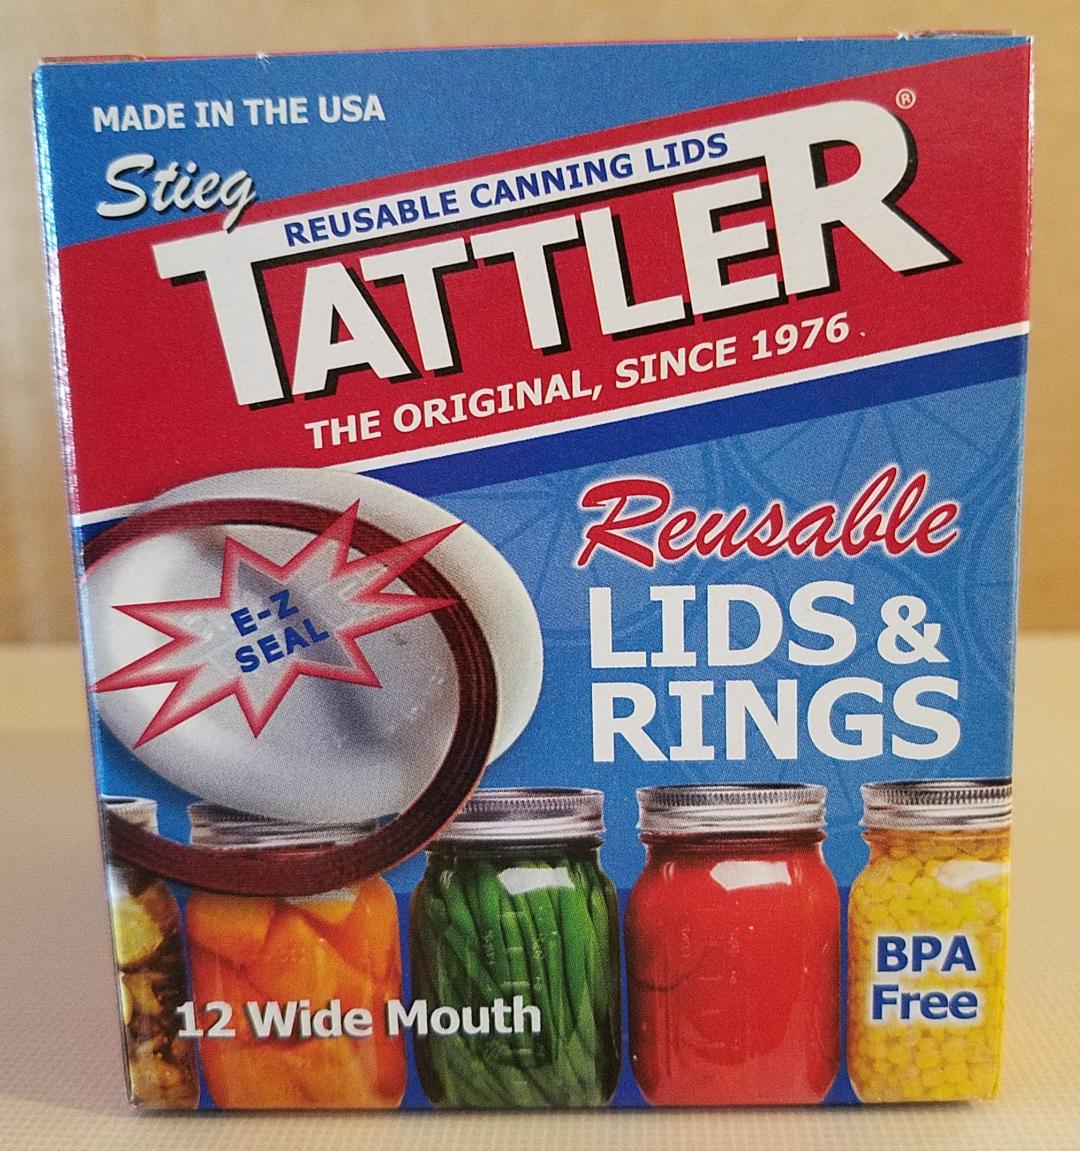 MADE IN THE USA
Stieg
REUSABLE CANNING LIDS
TATTLER®
THE ORIGINAL, SINCE 1976
E-Z
SEAL
Reusable
LIDS &
RINGS
BPA
Free
12 Wide Mouth